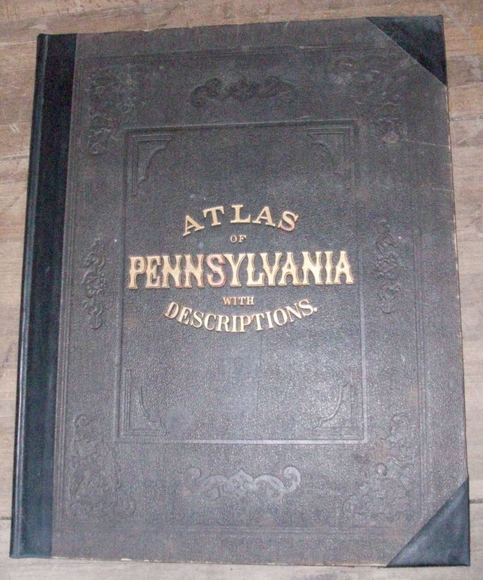 ATLAS
OF
PENNSYLVANIA
WITH
DESCRIPTIONS.